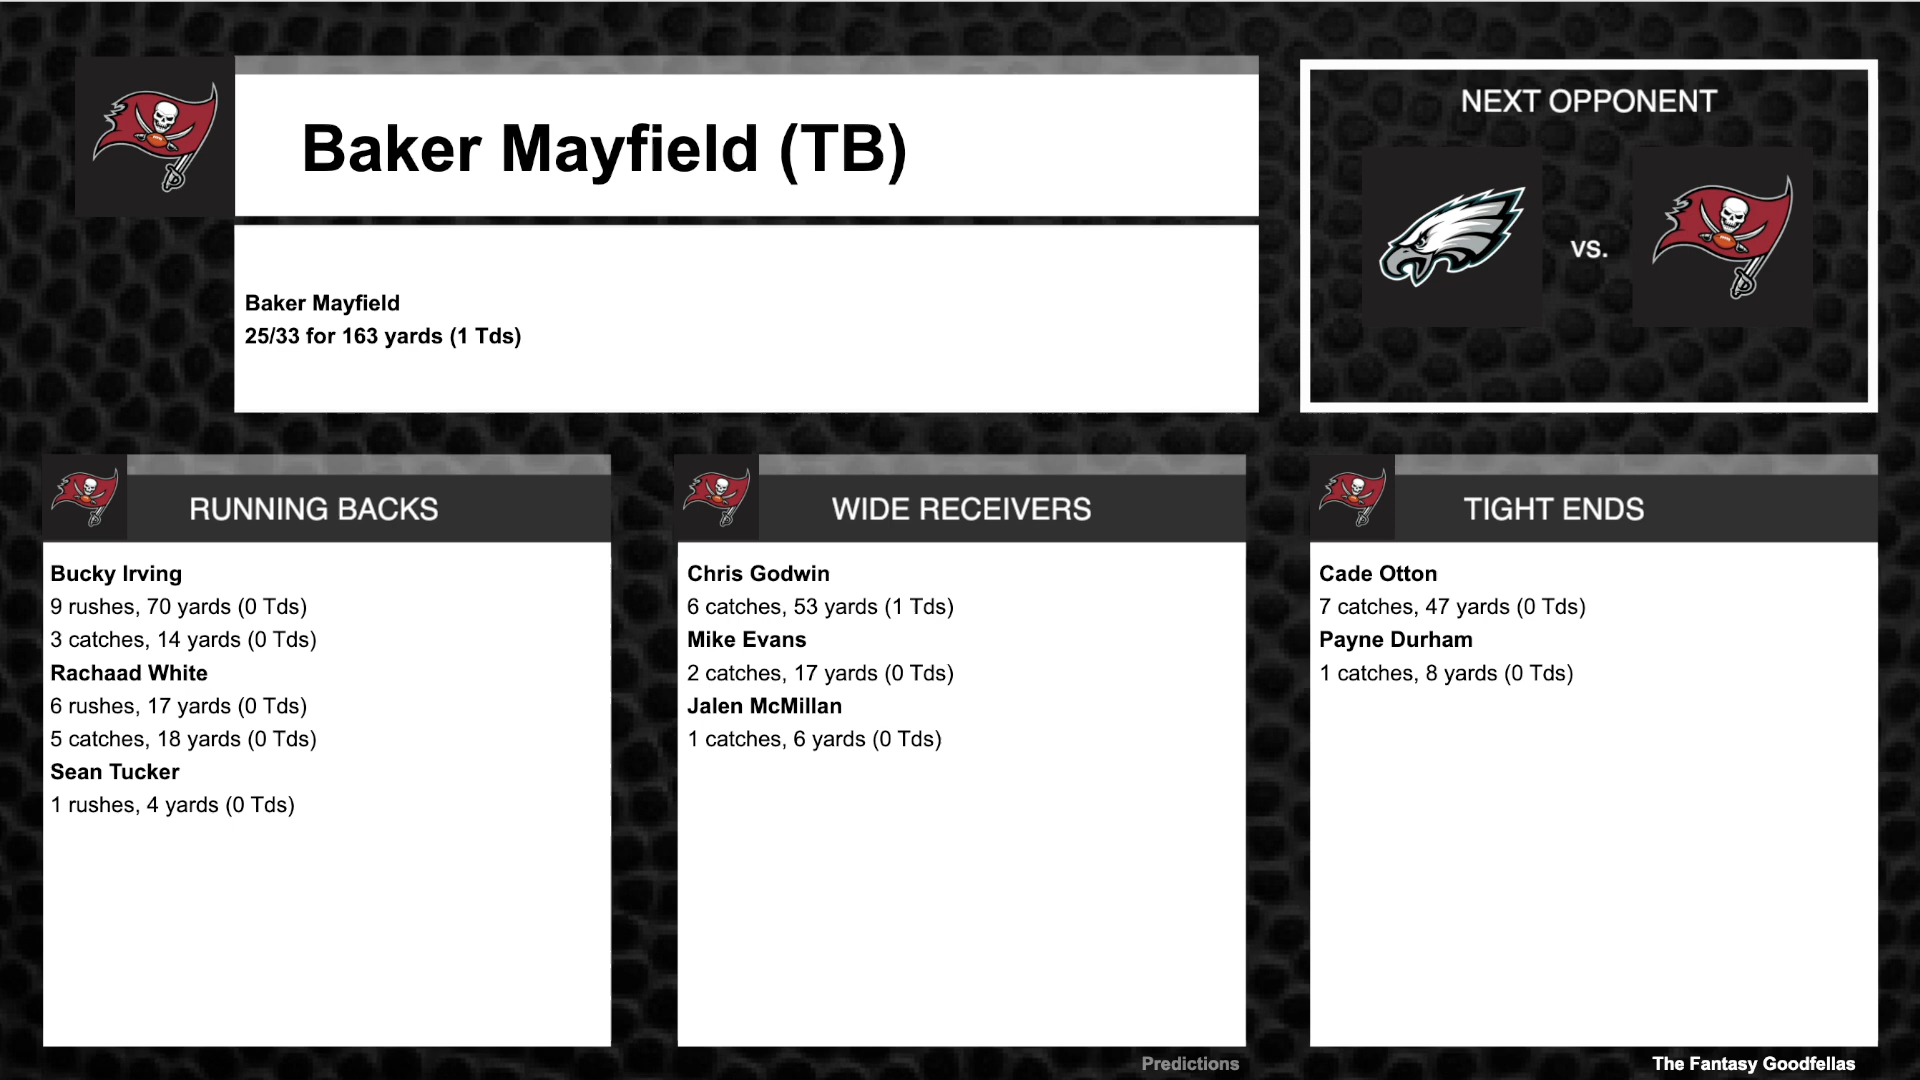 Baker Mayfield (TB)
Baker Mayfield
25/33 for 163 yards (1 Tds)
NEXT OPPONENT
vs.
RUNNING BACKS
Bucky Irving
9 rushes, 70 yards (0 Tds)
3 catches, 14 yards (0 Tds)
Rachaad White
6 rushes, 17 yards (0 Tds)
5 catches, 18 yards (0 Tds)
Sean Tucker
1 rushes, 4 yards (0 Tds)
WIDE RECEIVERS
Chris Godwin
6 catches, 53 yards (1 Tds)
Mike Evans
2 catches, 17 yards (0 Tds)
Jalen McMillan
1 catches, 6 yards (0 Tds)
TIGHT ENDS
Cade Otton
7 catches, 47 yards (0 Tds)
Payne Durham
1 catches, 8 yards (0 Tds)
Predictions
The Fantasy Goodfellas